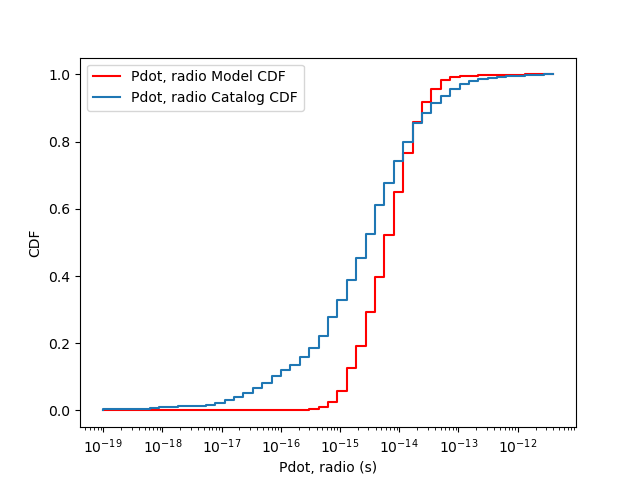 Pdot, radio Model CDF
Pdot, radio Catalog CDF
1.0
0.8
0.6
0.4
0.2
0.0
CDF
10⁻¹⁹ 10⁻¹⁸ 10⁻¹⁷ 10⁻¹⁶ 10⁻¹⁵ 10⁻¹⁴ 10⁻¹³ 10⁻¹²
Pdot, radio (s)